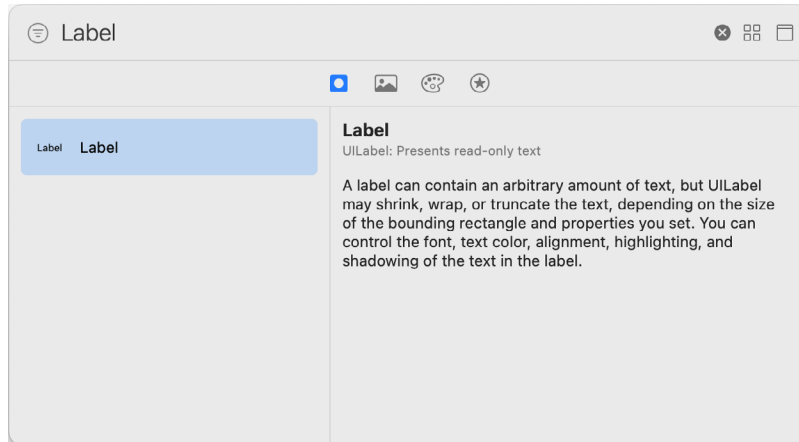 Label
Label Label
Label
UILabel: Presents read-only text
A label can contain an arbitrary amount of text, but UILabel
may shrink, wrap, or truncate the text, depending on the size
of the bounding rectangle and properties you set. You can
control the font, text color, alignment, highlighting, and
shadowing of the text in the label.